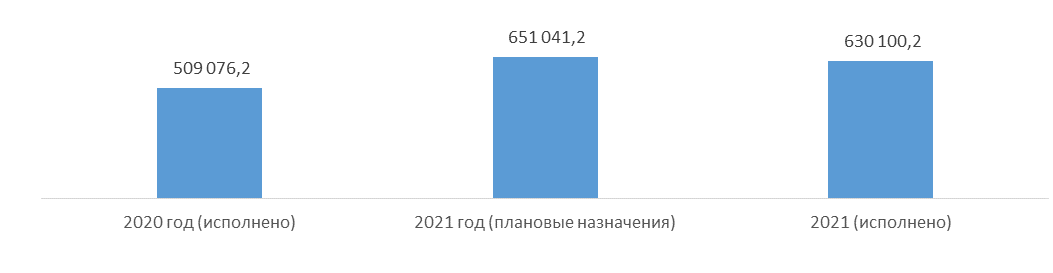 651 041,2
630 100,2
509 076,2
2020 год (исполнено)
2021 год (плановые назначения)
2021 (исполнено)